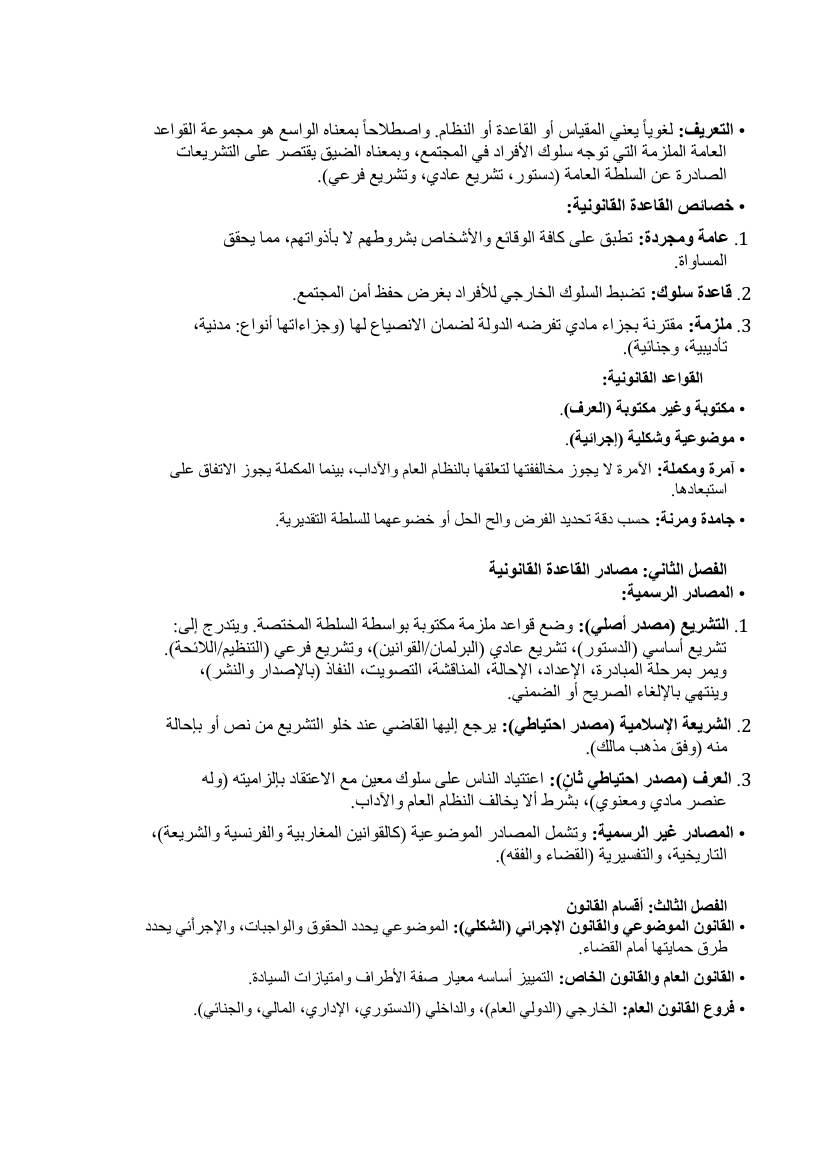 • التعريف: لغوياً يعني المقياس أو القاعدة أو النظام. واصطلاحاً بمعناه الواسع هو مجموعة القواعد
العامة الملزمة التي توجه سلوك الأفراد في المجتمع، وبمعناه الضيق يقتصر على التشريعات
الصادرة عن السلطة العامة (دستور، تشريع عادي، وتشريع فرعي).
• خصائص القاعدة القانونية:
1. عامة ومجردة: تطبق على كافة الوقائع والأشخاص بشروطهم لا بأذواتهم، مما يحقق
المساواة.
2. قاعدة سلوك: تضبط السلوك الخارجي للأفراد بغرض حفظ أمن المجتمع.
3. ملزمة: مقترنة بجزاء مادي تفرضه الدولة لضمان الانصياع لها (وجزاءاتها أنواع: مدنية،
تأديبية، وجنائية).
القواعد القانونية:
• مكتوبة وغير مكتوبة (العرف).
• موضوعية وشكلية (إجرائية).
• آمرة ومكملة: الآمرة لا يجوز مخالفتها لتعلقها بالنظام العام والآداب، بينما المكملة يجوز الاتفاق على
استبعادها.
• جامدة ومرنة: حسب دقة تحديد الفرض والح الحل أو خضوعهما للسلطة التقديرية.
الفصل الثاني: مصادر القاعدة القانونية
• المصادر الرسمية:
1. التشريع (مصدر أصلي): وضع قواعد ملزمة مكتوبة بواسطة السلطة المختصة. ويتدرج إلى:
تشريع أساسي (الدستور)، تشريع عادي (البرلمان/القوانين)، وتشريع فرعي (التنظيم/اللائحة).
ويمر بمرحلة المبادرة، الإعداد، الإحالة، المناقشة، التصويت، النفاذ (بالإصدار والنشر)،
وينتهي بالإلغاء الصريح أو الضمني.
2. الشريعة الإسلامية (مصدر احتياطي): يرجع إليها القاضي عند خلو التشريع من نص أو بإحالة
منه (وفق مذهب مالك).
3. العرف (مصدر احتياطي ثانٍ): اعتتياد الناس على سلوك معين مع الاعتقاد بإلزاميته (وله
عنصر مادي ومعنوي)، بشرط ألا يخالف النظام العام والآداب.
• المصادر غير الرسمية: وتشمل المصادر الموضوعية (كالقوانين المغاربية والفرنسية والشريعة)،
التاريخية، والتفسيرية (القضاء والفقه).
الفصل الثالث: أقسام القانون
• القانون الموضوعي والقانون الإجرائي (الشكلي): الموضوعي يحدد الحقوق والواجبات، والإجرأئي يحدد
طرق حمايتها أمام القضاء.
• القانون العام والقانون الخاص: التمييز أساسه معيار صفة الأطراف وامتيازات السيادة.
• فروع القانون العام: الخارجي (الدولي العام)، والداخلي (الدستوري، الإداري، المالي، والجنائي).